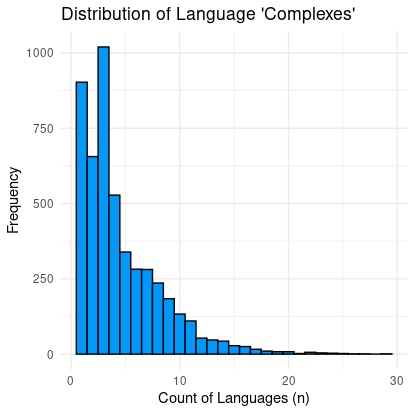 Distribution of Language 'Complexes'
1000
750
500
250
0
Frequency
0 10 20 30
Count of Languages (n)